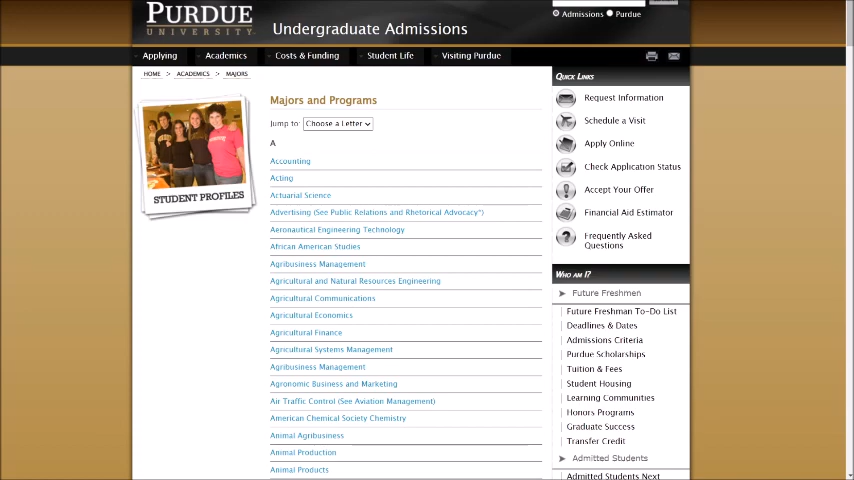 PURDUE
UNIVERSITY
Undergraduate Admissions
Admissions Purdue
Applying Academics Costs & Funding Student Life Visiting Purdue
HOME > ACADEMICS > MAJORS
STUDENT PROFILES
Majors and Programs
Jump to: Choose a Letter
A
Accounting
Acting
Actuarial Science
Advertising (See Public Relations and Rhetorical Advocacy*)
Aeronautical Engineering Technology
African American Studies
Agribusiness Management
Agricultural and Natural Resources Engineering
Agricultural Communications
Agricultural Economics
Agricultural Finance
Agricultural Systems Management
Agribusiness Management
Agronomic Business and Marketing
Air Traffic Control (See Aviation Management)
American Chemical Society Chemistry
Animal Agribusiness
Animal Production
Animal Products
QUICK LINKS
Request Information
Schedule a Visit
Apply Online
Check Application Status
Accept Your Offer
Financial Aid Estimator
Frequently Asked
Questions
WHO AM I?
Future Freshmen
Future Freshman To-Do List
Deadlines & Dates
Admissions Criteria
Purdue Scholarships
Tuition & Fees
Student Housing
Learning Communities
Honors Programs
Graduate Success
Transfer Credit
Admitted Students
Admitted Students Next